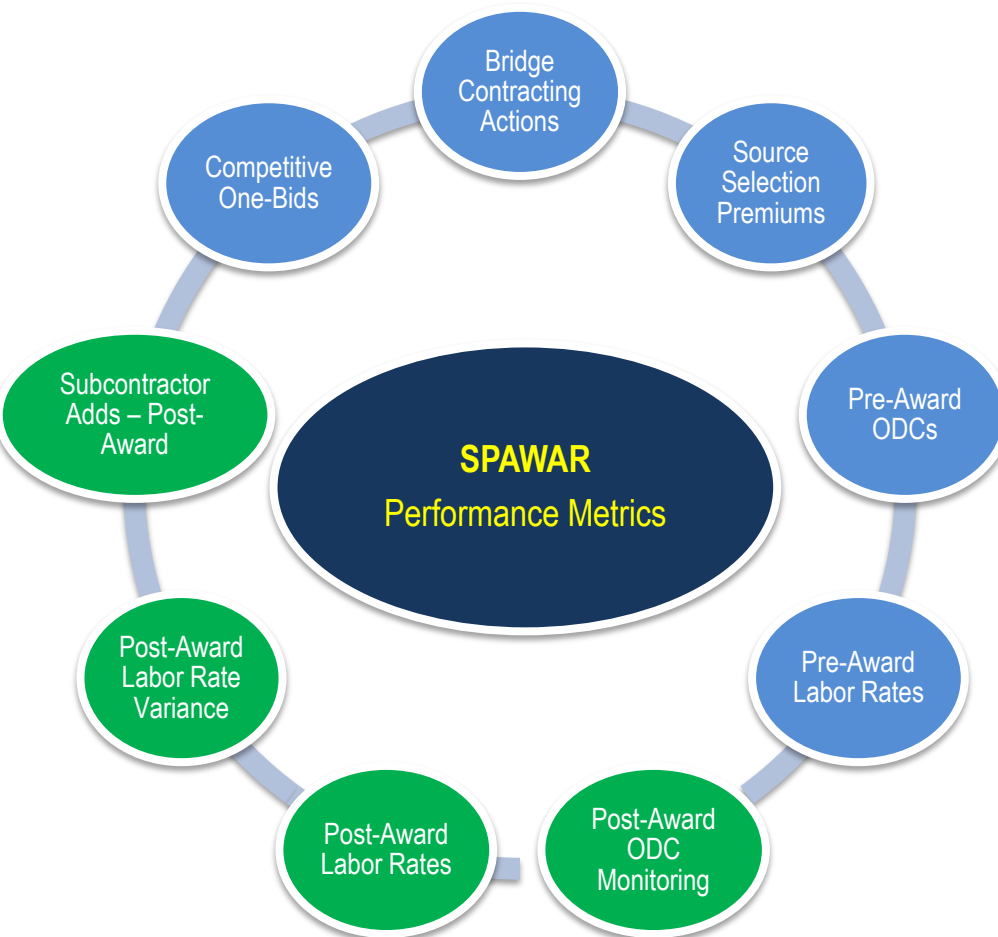 Bridge
Contracting
Actions
Source
Selection
Premiums
Pre-Award
ODCs
Pre-Award
Labor Rates
Post-Award
ODC
Monitoring
Post-Award
Labor Rates
Post-Award
Labor Rate
Variance
Subcontractor
Adds – Post-
Award
Competitive
One-Bids
SPAWAR
Performance Metrics